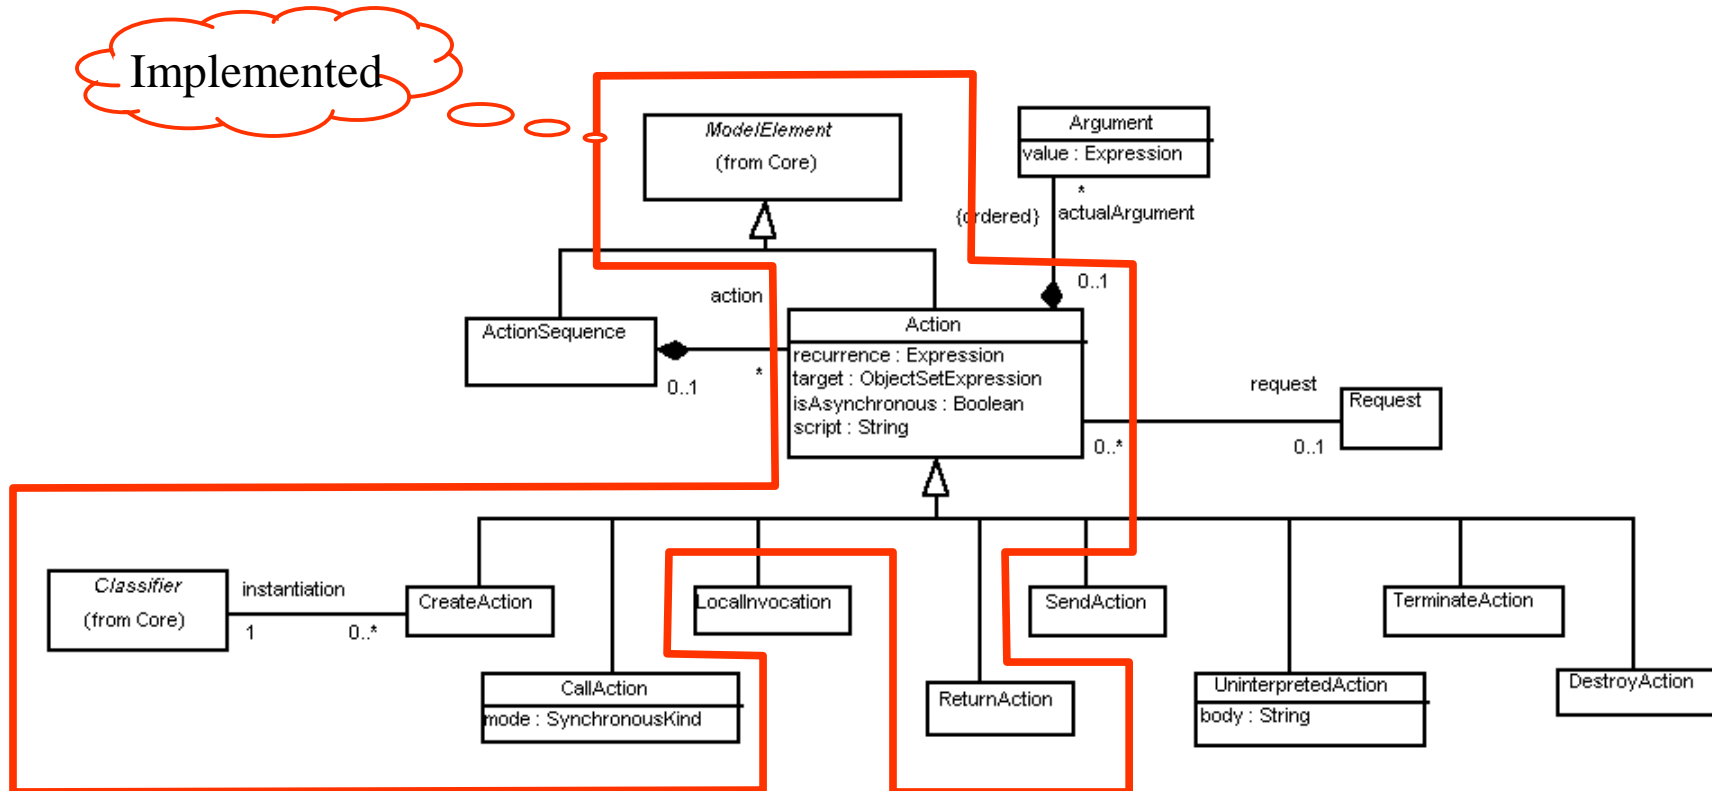 Implemented
ModelElement
(from Core)
Argument
value : Expression
*
{ordered} actualArgument
0..1
action
ActionSequence
0..1
*
Action
recurrence : Expression
target : ObjectSetExpression
isAsynchronous : Boolean
script : String
request
Request
0..*
0..1
Classifier
(from Core)
instantiation
1
0..*
CreateAction
LocalInvocation
SendAction
TerminateAction
CallAction
mode : SynchronousKind
ReturnAction
UninterpretedAction
body : String
DestroyAction